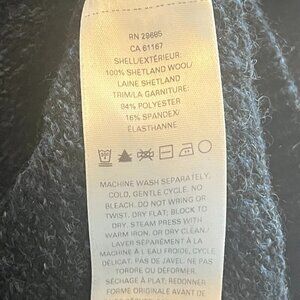 RN 29685
CA 61167
SHELL/EXTÉRIEUR:
100% SHETLAND WOOL/
LAINE SHETLAND
TRIM/LA GARNITURE:
84% POLYESTER
16% SPANDEX/
ÉLASTHANNE
MACHINE WASH SEPARATELY,
COLD, GENTLE CYCLE. NO
BLEACH. DO NOT WRING OR
TWIST. DRY FLAT; BLOCK TO
DRY. STEAM PRESS WITH
WARM IRON, OR DRY CLEAN./
LAVER SÉPARÉMENT À LA
MACHINE À L'EAU FROIDE, CYCLE
DÉLICAT. PAS DE JAVEL. NE PAS
TORDRE OU DÉFORMER.
SÉCHAGE À PLAT; REDONNER
FORME ORIGINALE AVANT DE